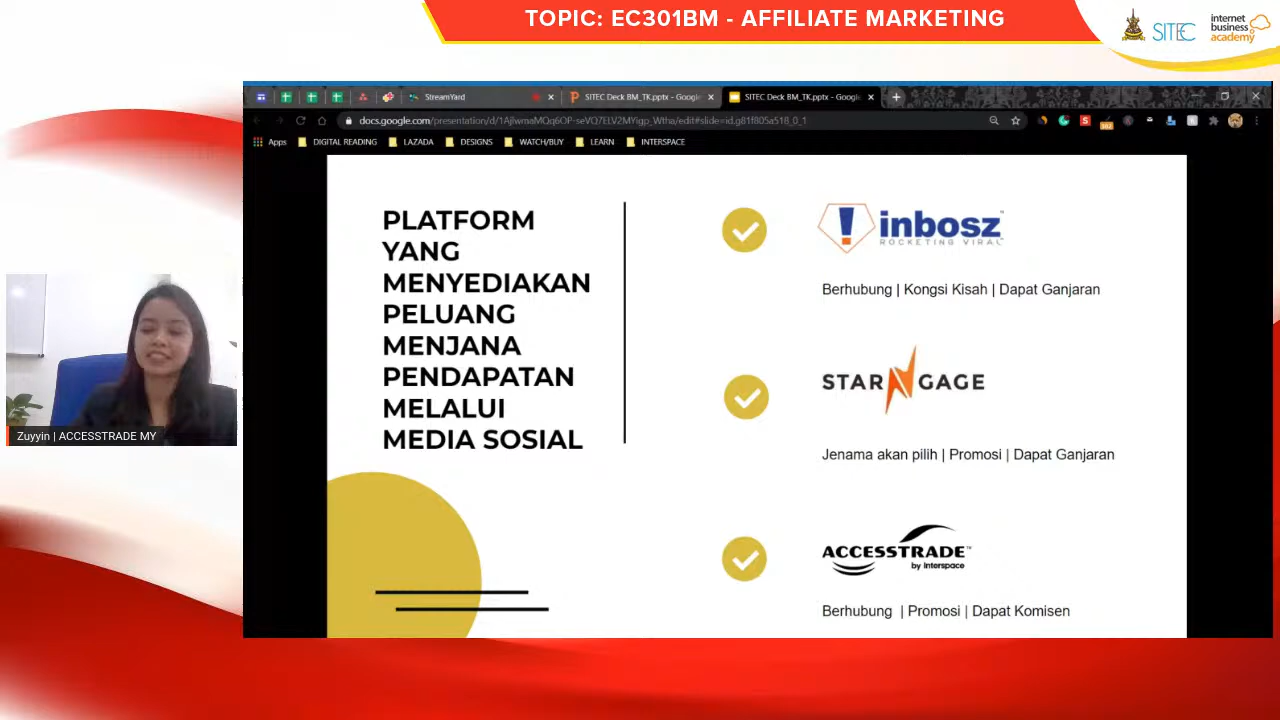 TOPIC: EC301BM - AFFILIATE MARKETING
SITEC
internet
business
academy
StreamYard
SITEC Deck BM_TK.pptx - Google
SITEC Deck BM_TK.pptx - Google
Apps
DIGITAL READING
LAZADA
DESIGNS
WATCH/BUY
LEARN
INTERSPACE
PLATFORM
YANG
MENYEDIAKAN
PELUANG
MENJANA
PENDAPATAN
MELALUI
MEDIA SOSIAL
inbosz
ROCKETING VIRAL
Berhubung | Kongsi Kisah | Dapat Ganjaran
STARNGAGE
Jenama akan pilih | Promosi | Dapat Ganjaran
ACCESSTRADE™
by interspace
Berhubung | Promosi | Dapat Komisen
Zuyyin | ACCESSTRADE MY